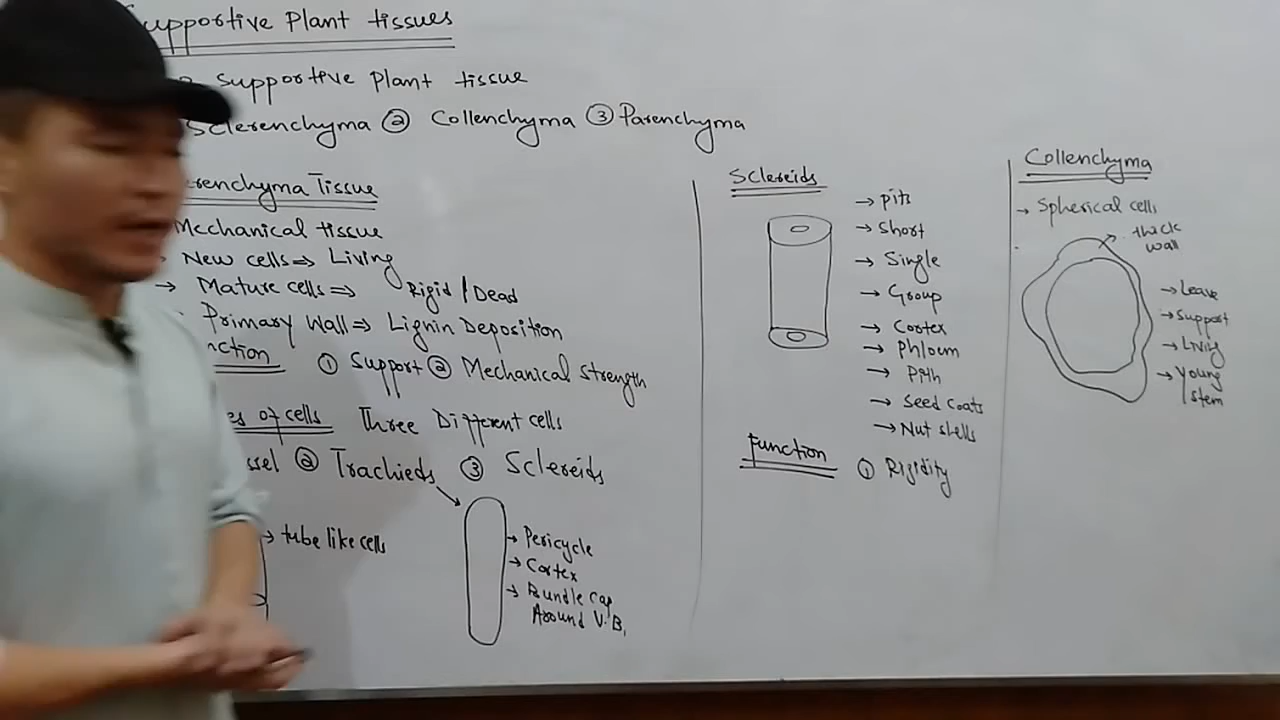 Supportive Plant tissues
Supportive Plant tissue
Sclerenchyma ② Collenchyma ③ Parenchyma
renchyma Tissue
Mechanical tissue
New cells ⇒ Living
→ Mature cells ⇒ Rigid / Dead
Primary Wall ⇒ Lignin Deposition
nction ① Support ② Mechanical Strength
es of cells Three Different cells
ssel ② Trachieds ③ Sclereids
→ tube like cells
→ Pericycle
→ Cortex
→ Bundle cap
Around V.B,
Sclereids
→ Pits
→ Short
→ Single
→ Group
→ Cortex
→ Phloem
→ Pith
→ Seed coats
→ Nut shells
Function ① Rigidity
Collenchyma
→ Spherical cells
thick
wall
→ Leave
→ Support
→ Living
→ Young
stem